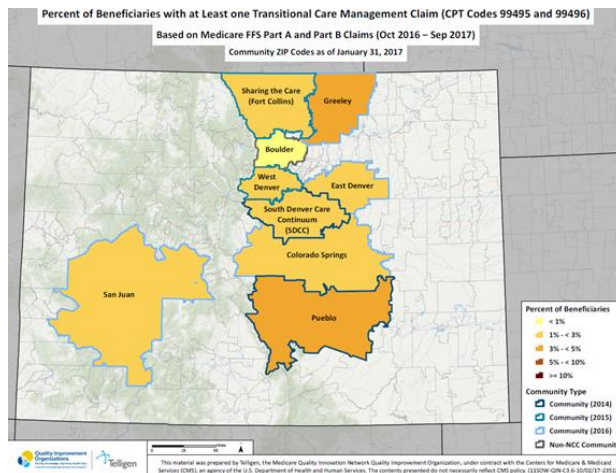 Percent of Beneficiaries with at Least one Transitional Care Management Claim (CPT Codes 99495 and 99496)
Based on Medicare FFS Part A and Part B Claims (Oct 2016 – Sep 2017)
Community ZIP Codes as of January 31, 2017
Sharing the Care
(Fort Collins)
Greeley
Boulder
West
Denver
East Denver
South Denver Care
Continuum
(SDCC)
Colorado Springs
San Juan
Pueblo
Percent of Beneficiaries
< 1%
1% - < 3%
3% - < 5%
5% - < 10%
>= 10%
Community Type
Community (2014)
Community (2015)
Community (2016)
Non-NCC Communit
Quality Improvement
Organizations
Telligen
This material was prepared by Telligen, the Medicare Quality Innovation Network Quality Improvement Organization, under contract with the Centers for Medicare & Medicaid
Services (CMS), an agency of the U.S. Department of Health and Human Services. The contents presented do not necessarily reflect CMS policy.